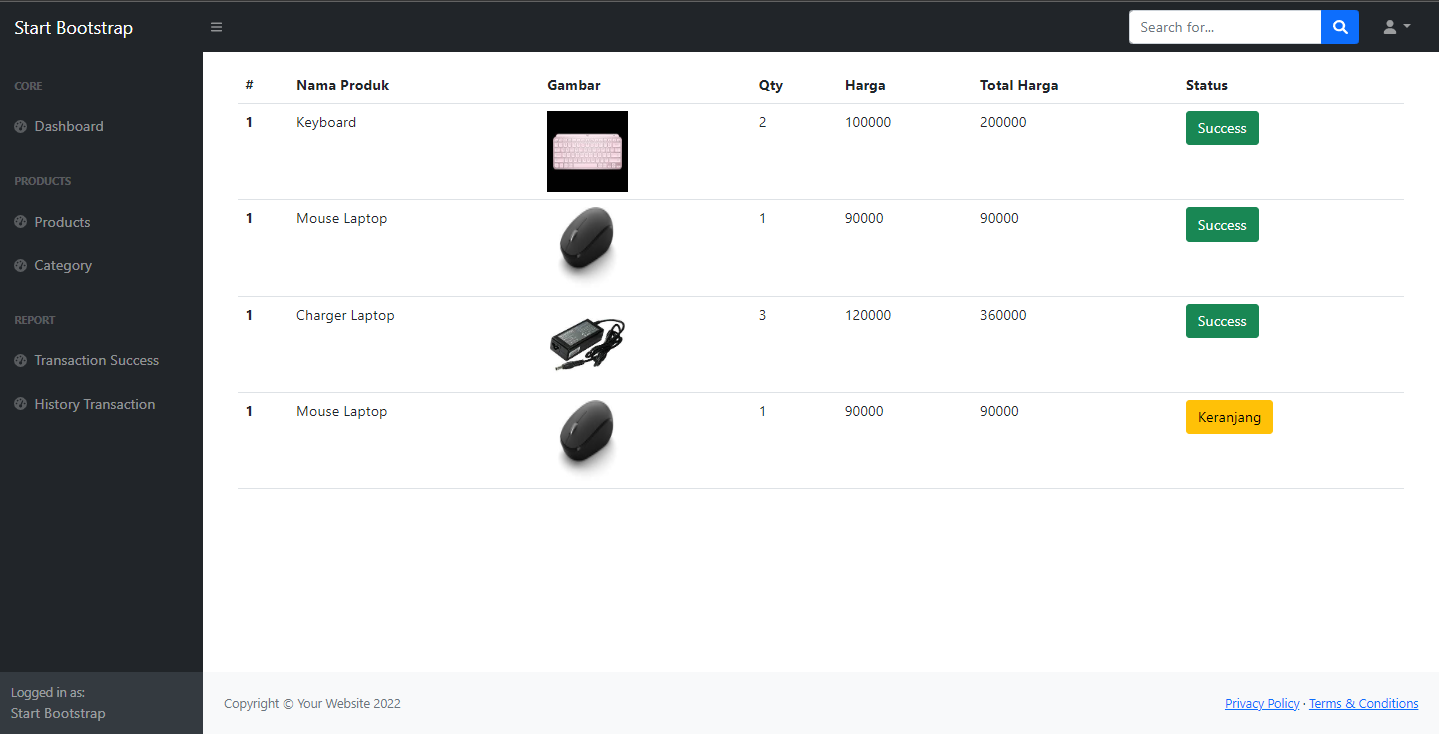 Start Bootstrap
Search for...
CORE
Dashboard
PRODUCTS
Products
Category
REPORT
Transaction Success
History Transaction
Logged in as:
Start Bootstrap
# Nama Produk Gambar Qty Harga Total Harga Status
1 Keyboard 2 100000 200000 Success
1 Mouse Laptop 1 90000 90000 Success
1 Charger Laptop 3 120000 360000 Success
1 Mouse Laptop 1 90000 90000 Keranjang
Copyright © Your Website 2022
Privacy Policy · Terms & Conditions